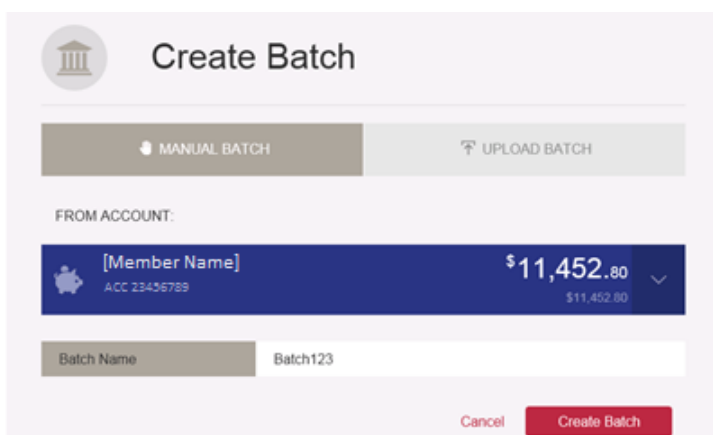 Create Batch
MANUAL BATCH
UPLOAD BATCH
FROM ACCOUNT:
[Member Name]
$11,452.80
ACC 23456789
$11,452.80
Batch Name
Batch123
Cancel
Create Batch